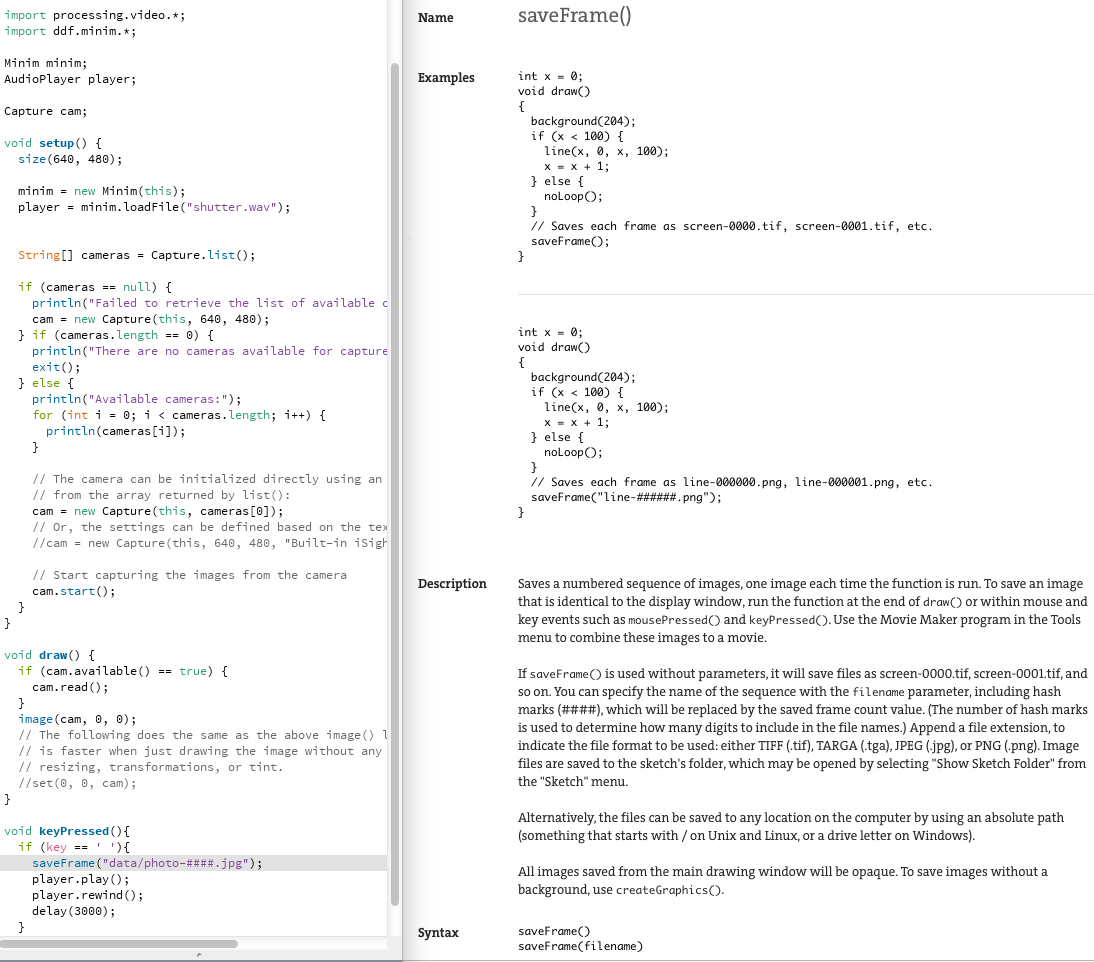 import processing.video.*;
import ddf.minim.*;
Minim minim;
AudioPlayer player;
Capture cam;
void setup() {
size(640, 480);
minim = new Minim(this);
player = minim.loadFile("shutter.wav");
String[] cameras = Capture.list();
if (cameras == null) {
println("Failed to retrieve the list of available c
cam = new Capture(this, 640, 480);
} if (cameras.length == 0) {
println("There are no cameras available for capture
exit();
} else {
println("Available cameras:");
for (int i = 0; i < cameras.length; i++) {
println(cameras[i]);
}
// The camera can be initialized directly using an
// from the array returned by list():
cam = new Capture(this, cameras[0]);
// Or, the settings can be defined based on the tex
//cam = new Capture(this, 640, 480, "Built-in iSigh
// Start capturing the images from the camera
cam.start();
}
}
void draw() {
if (cam.available() == true) {
cam.read();
}
image(cam, 0, 0);
// The following does the same as the above image() l
// is faster when just drawing the image without any
// resizing, transformations, or tint.
//set(0, 0, cam);
}
void keyPressed(){
if (key == ' '){
saveFrame("data/photo-####.jpg");
player.play();
player.rewind();
delay(3000);
}
Name saveFrame()
Examples
int x = 0;
void draw()
{
background(204);
if (x < 100) {
line(x, 0, x, 100);
x = x + 1;
} else {
noLoop();
}
// Saves each frame as screen-0000.tif, screen-0001.tif, etc.
saveFrame();
}
int x = 0;
void draw()
{
background(204);
if (x < 100) {
line(x, 0, x, 100);
x = x + 1;
} else {
noLoop();
}
// Saves each frame as line-000000.png, line-000001.png, etc.
saveFrame("line-######.png");
}
Description
Saves a numbered sequence of images, one image each time the function is run. To save an image
that is identical to the display window, run the function at the end of draw() or within mouse and
key events such as mousePressed() and keyPressed(). Use the Movie Maker program in the Tools
menu to combine these images to a movie.
If saveFrame() is used without parameters, it will save files as screen-0000.tif, screen-0001.tif, and
so on. You can specify the name of the sequence with the filename parameter, including hash
marks (####), which will be replaced by the saved frame count value. (The number of hash marks
is used to determine how many digits to include in the file names.) Append a file extension, to
indicate the file format to be used: either TIFF (.tif), TARGA (.tga), JPEG (.jpg), or PNG (.png). Image
files are saved to the sketch's folder, which may be opened by selecting "Show Sketch Folder" from
the "Sketch" menu.
Alternatively, the files can be saved to any location on the computer by using an absolute path
(something that starts with / on Unix and Linux, or a drive letter on Windows).
All images saved from the main drawing window will be opaque. To save images without a
background, use createGraphics().
Syntax
saveFrame()
saveFrame(filename)